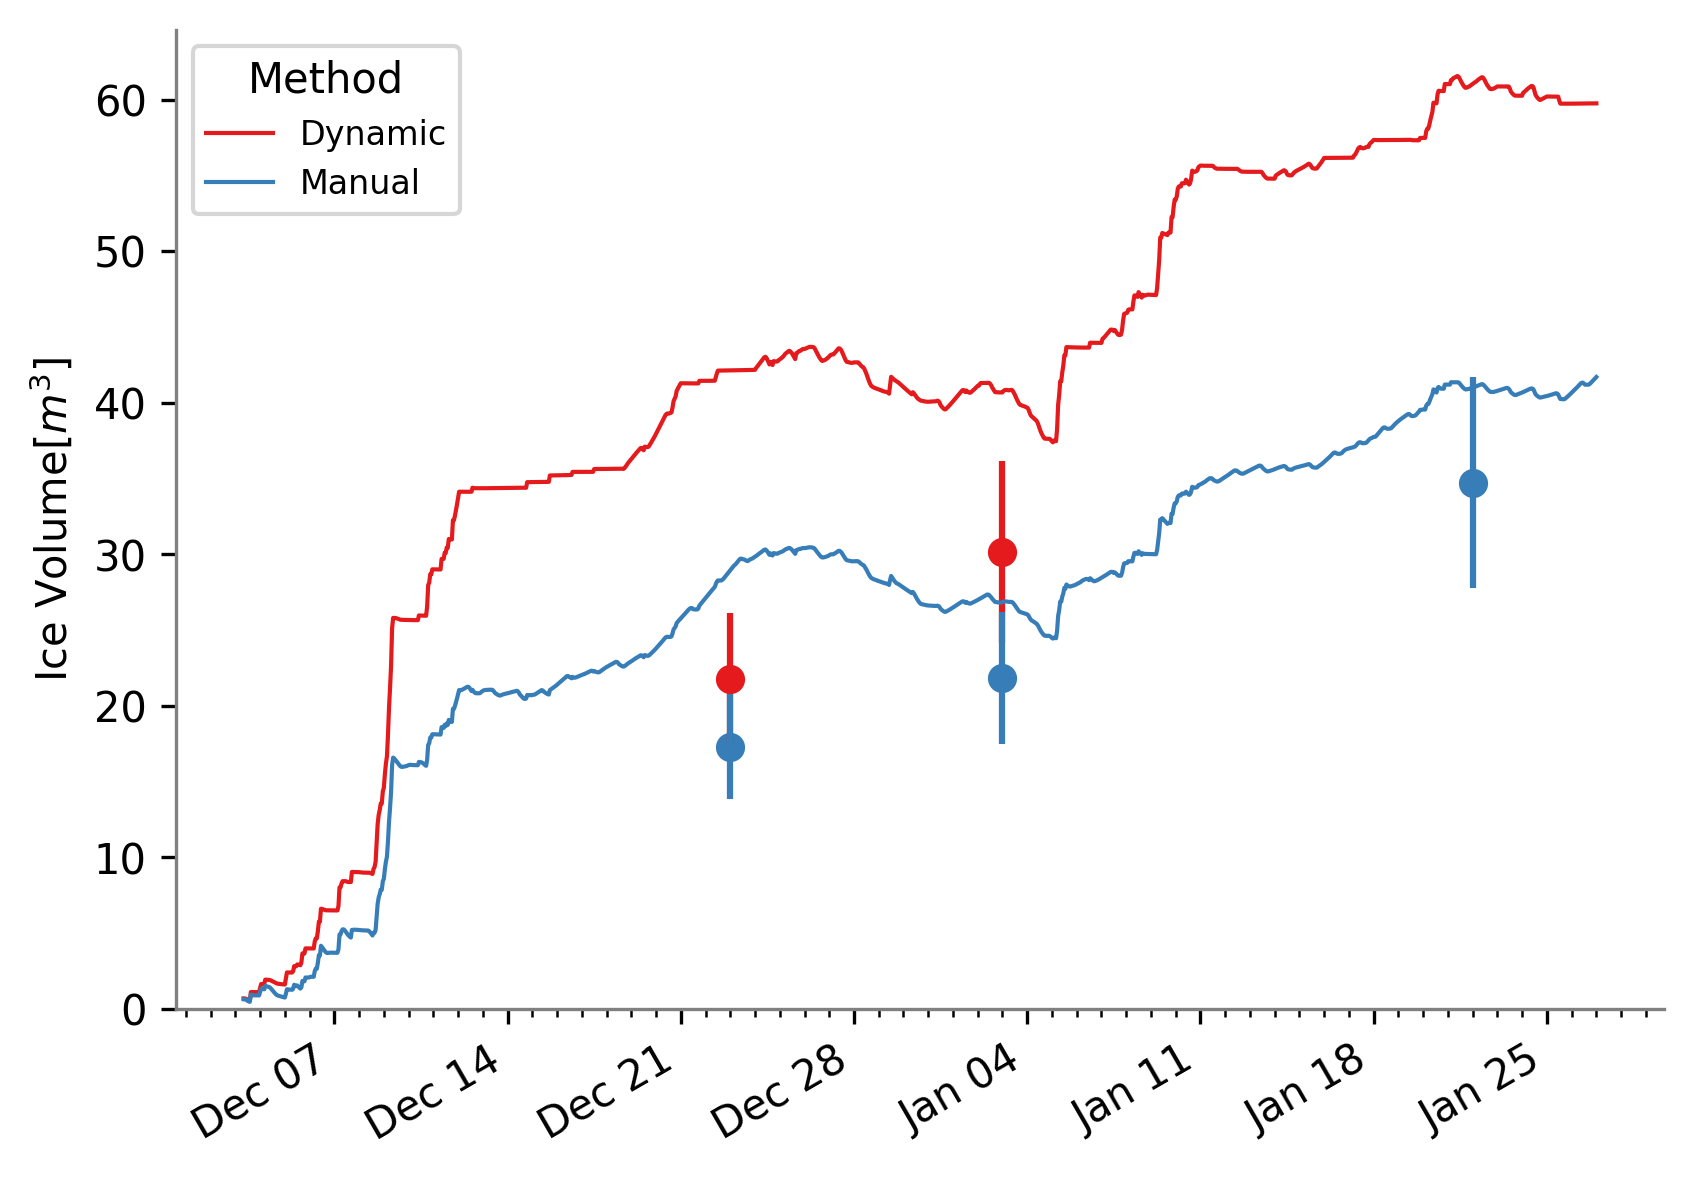 Method
Dynamic
Manual
Ice Volume[m³]
60
50
40
30
20
10
0
Dec 07
Dec 14
Dec 21
Dec 28
Jan 04
Jan 11
Jan 18
Jan 25